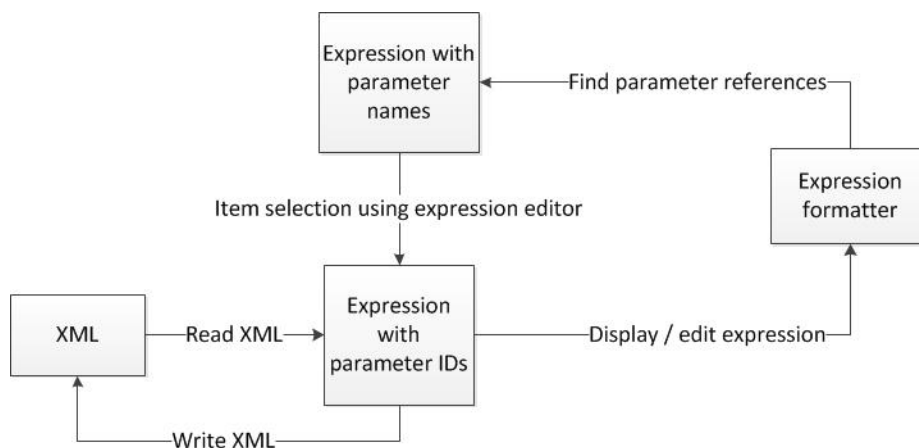 Expression with
parameter
names
Find parameter references
Expression
formatter
Item selection using expression editor
XML
Read XML
Expression
with
parameter IDs
Display / edit expression
Write XML